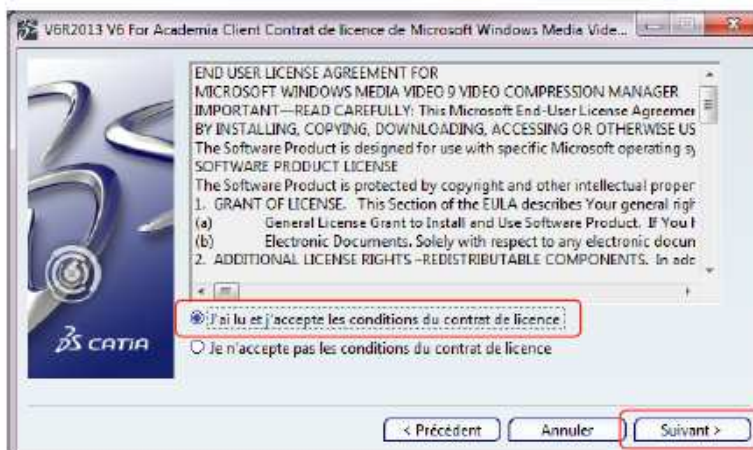 V6R2013 V6 For Academia Client Contrat de licence de Microsoft Windows Media Vide...
END USER LICENSE AGREEMENT FOR
MICROSOFT WINDOWS MEDIA VIDEO 9 VIDEO COMPRESSION MANAGER
IMPORTANT—READ CAREFULLY: This Microsoft End-User License Agreemer
BY INSTALLING, COPYING, DOWNLOADING, ACCESSING OR OTHERWISE US
The Software Product is designed for use with specific Microsoft operating sy
SOFTWARE PRODUCT LICENSE
The Software Product is protected by copyright and other intellectual proper
1. GRANT OF LICENSE. This Section of the EULA describes Your general righ
(a) General License Grant to Install and Use Software Product. If You h
(b) Electronic Documents. Solely with respect to any electronic docun
2. ADDITIONAL LICENSE RIGHTS -REDISTRIBUTABLE COMPONENTS. In adc
J'ai lu et j'accepte les conditions du contrat de licence
Je n'accepte pas les conditions du contrat de licence
CATIA
< Précédent Annuler Suivant >